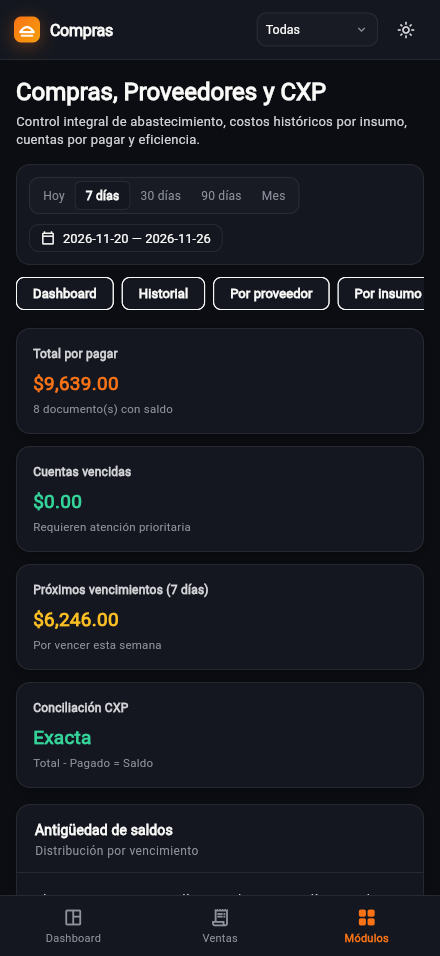 Compras
Todas
Compras, Proveedores y CXP
Control integral de abastecimiento, costos históricos por insumo,
cuentas por pagar y eficiencia.
Hoy 7 días 30 días 90 días Mes
2026-11-20 — 2026-11-26
Dashboard Historial Por proveedor Por insumo
Total por pagar
$9,639.00
8 documento(s) con saldo
Cuentas vencidas
$0.00
Requieren atención prioritaria
Próximos vencimientos (7 días)
$6,246.00
Por vencer esta semana
Conciliación CXP
Exacta
Total - Pagado = Saldo
Antigüedad de saldos
Distribución por vencimiento
Dashboard Ventas Módulos